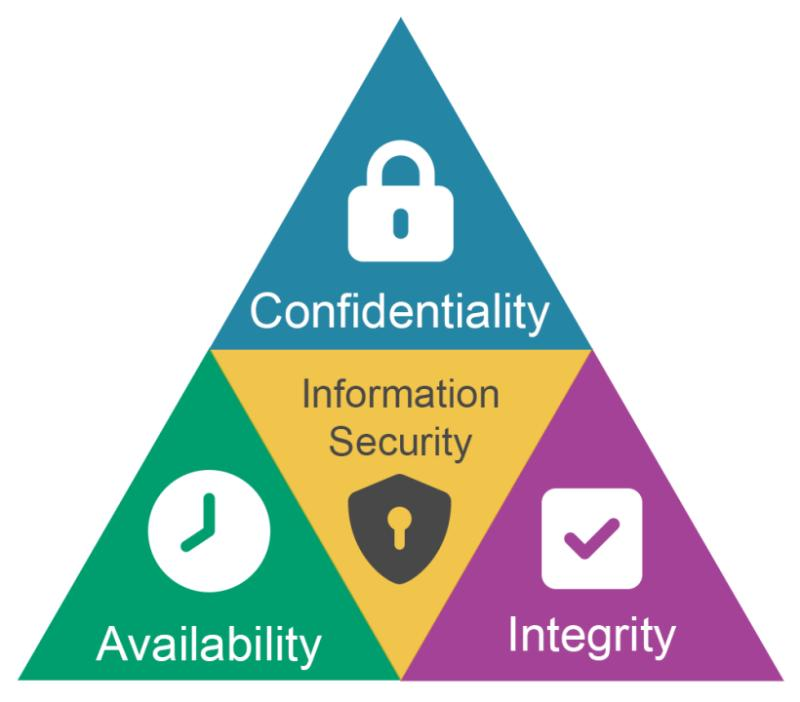 Confidentiality
Information
Security
Availability
Integrity